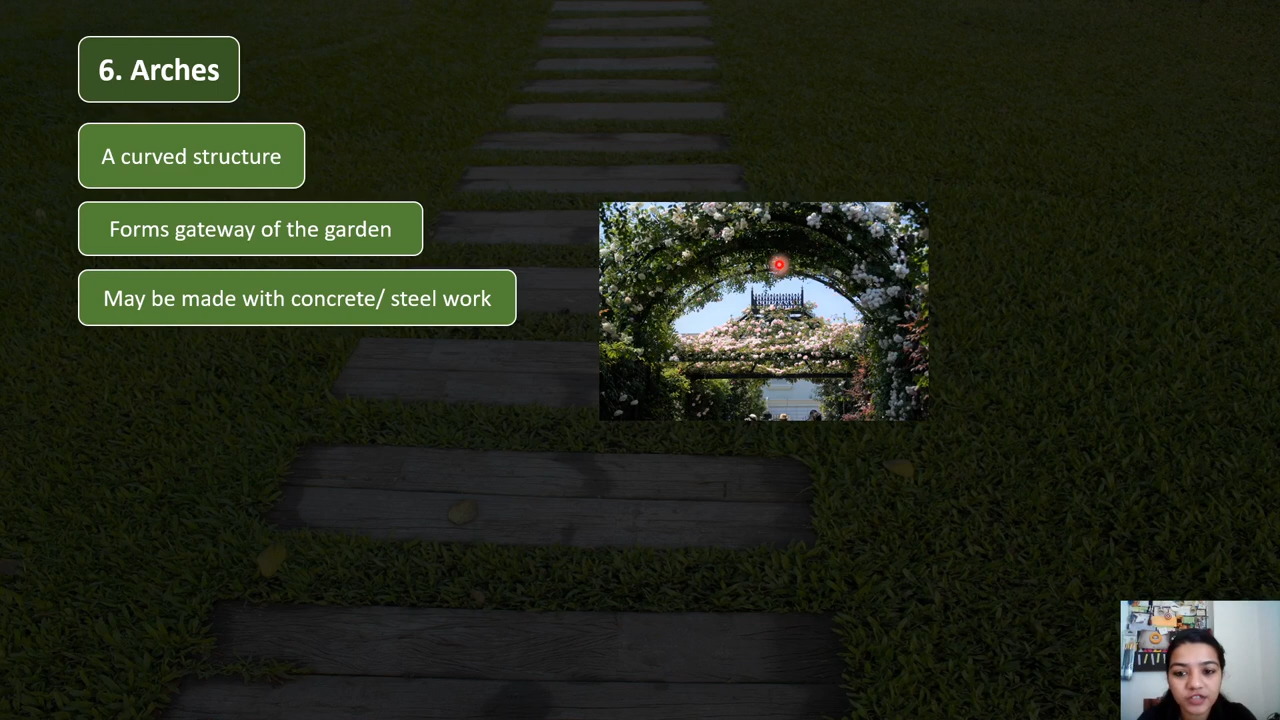 6. Arches
A curved structure
Forms gateway of the garden
May be made with concrete/ steel work